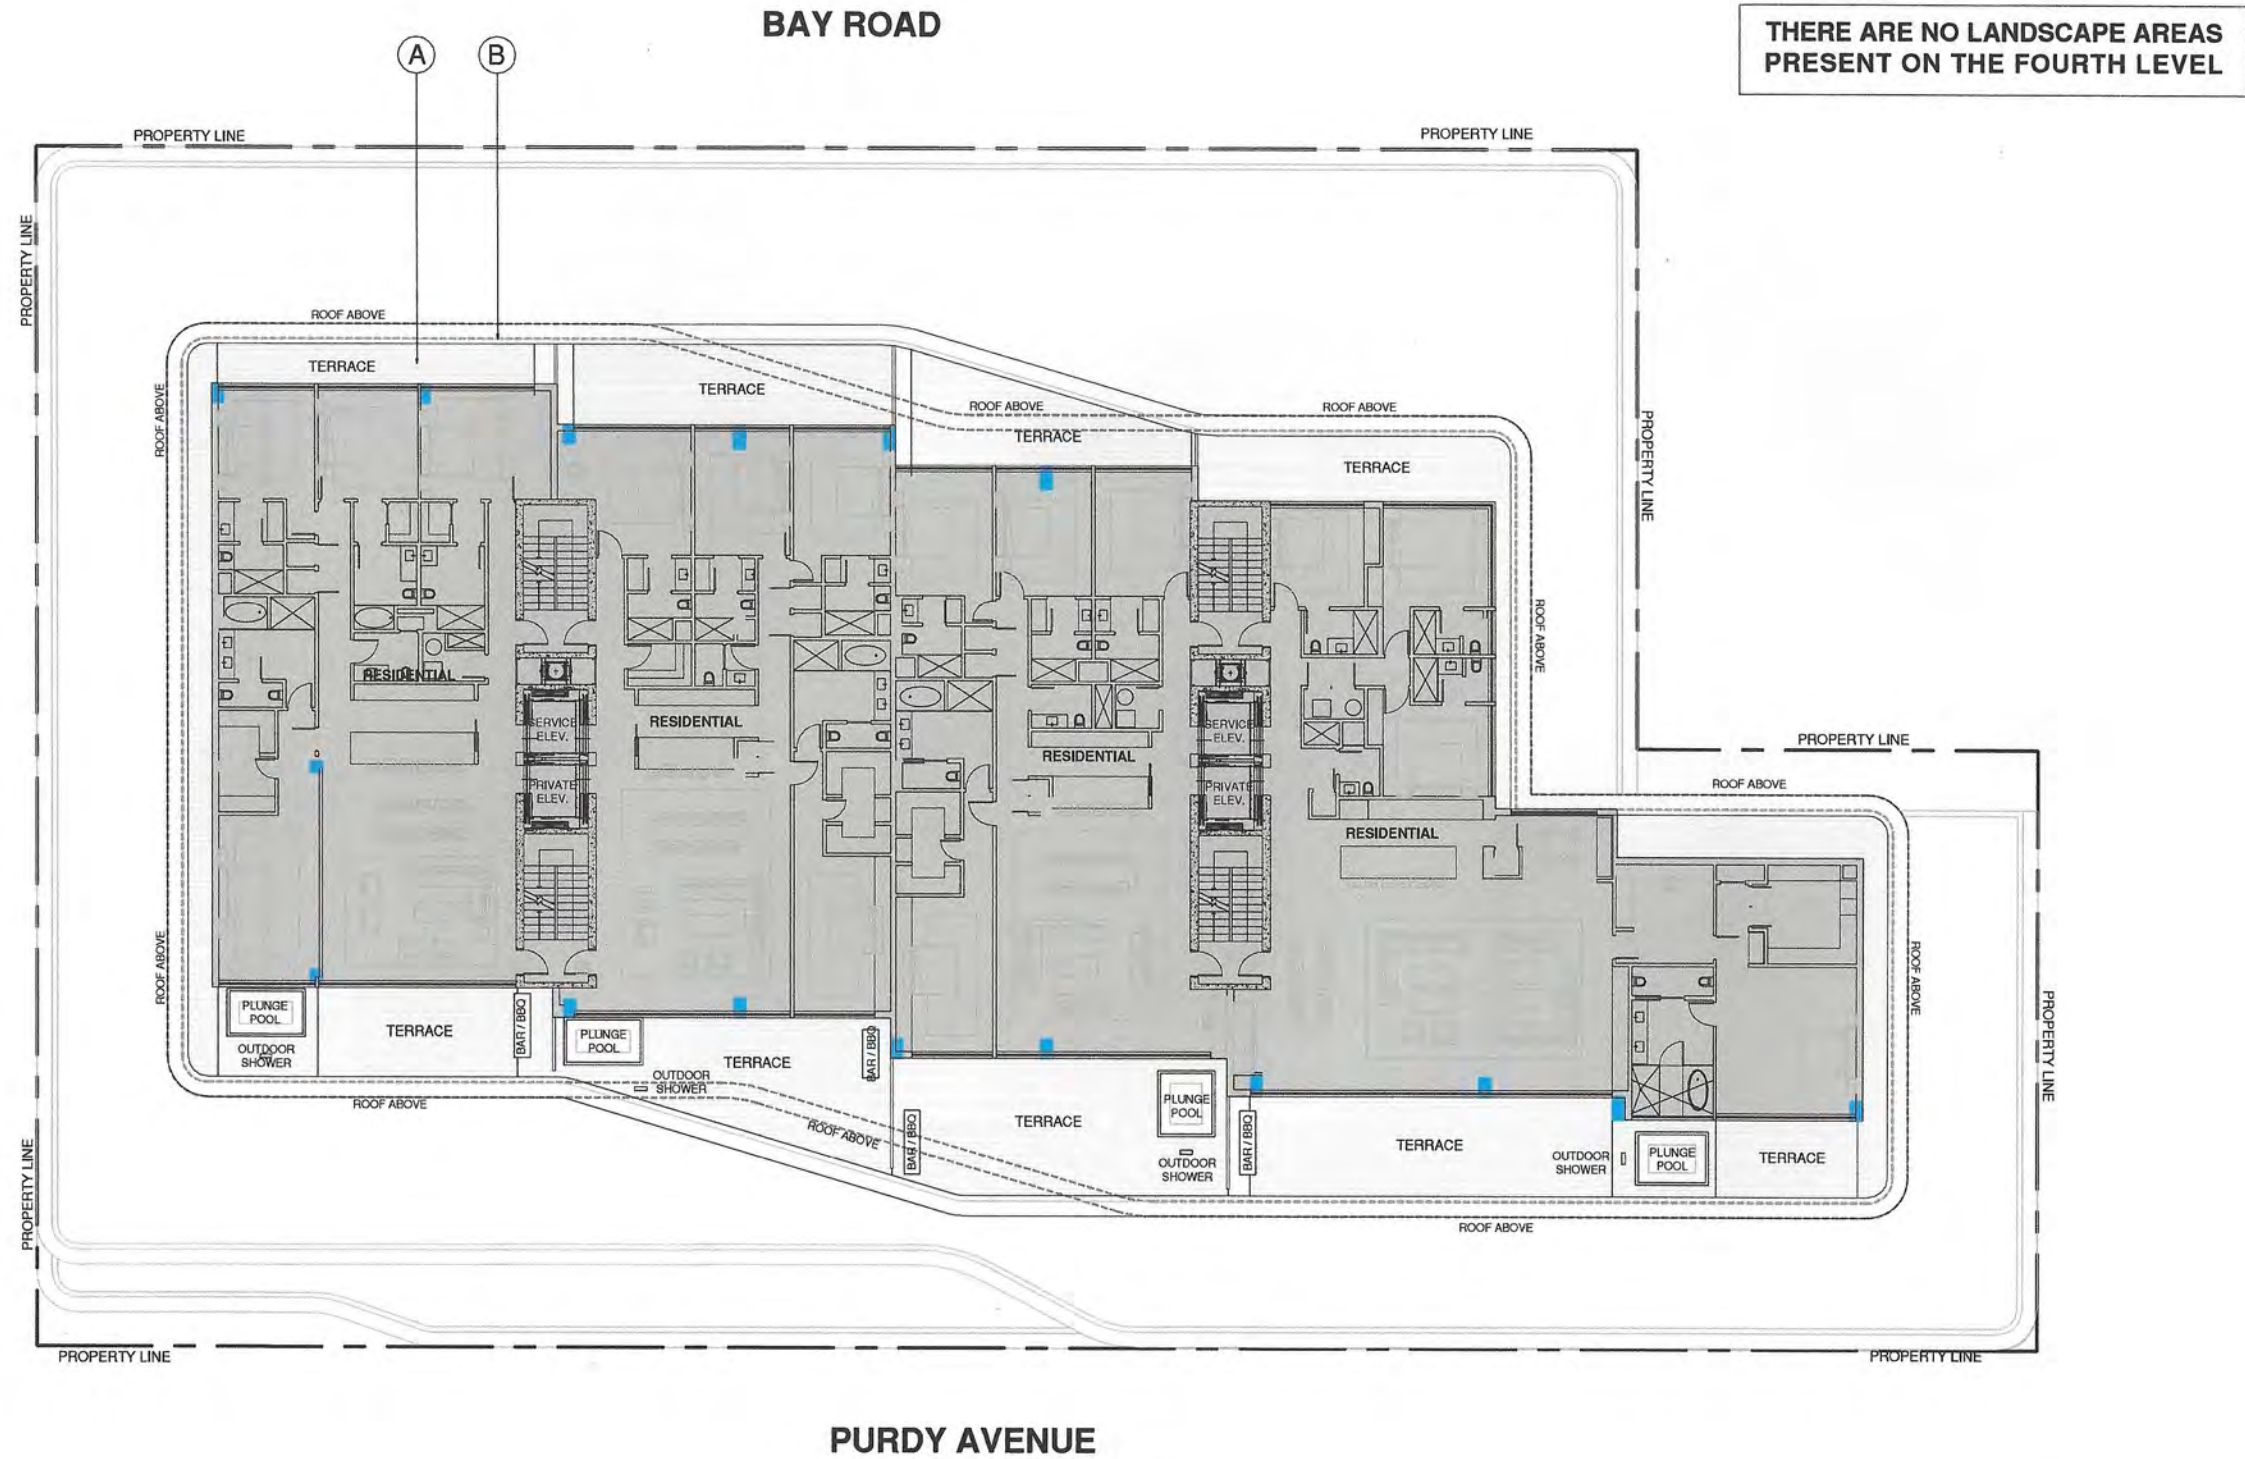 BAY ROAD
THERE ARE NO LANDSCAPE AREAS
PRESENT ON THE FOURTH LEVEL
A
B
PROPERTY LINE
PROPERTY LINE
PROPERTY LINE
ROOF ABOVE
TERRACE
TERRACE
ROOF ABOVE
ROOF ABOVE
ROOF ABOVE
TERRACE
TERRACE
PROPERTY LINE
ROOF ABOVE
RESIDENTIAL
RESIDENTIAL
SERVICE
ELEV.
RESIDENTIAL
SERVICE
ELEV.
PROPERTY LINE
PRIVATE
ELEV.
PRIVATE
ELEV.
ROOF ABOVE
RESIDENTIAL
ROOF ABOVE
ROOF ABOVE
PROPERTY LINE
PLUNGE
POOL
TERRACE
BAR / BBQ
PLUNGE
POOL
OUTDOOR
SHOWER
TERRACE
BAR / BBQ
OUTDOOR
SHOWER
ROOF ABOVE
ROOF ABOVE
BAR / BBQ
TERRACE
PLUNGE
POOL
OUTDOOR
SHOWER
BAR / BBQ
TERRACE
OUTDOOR
SHOWER
PLUNGE
POOL
TERRACE
ROOF ABOVE
PROPERTY LINE
PROPERTY LINE
PROPERTY LINE
PURDY AVENUE